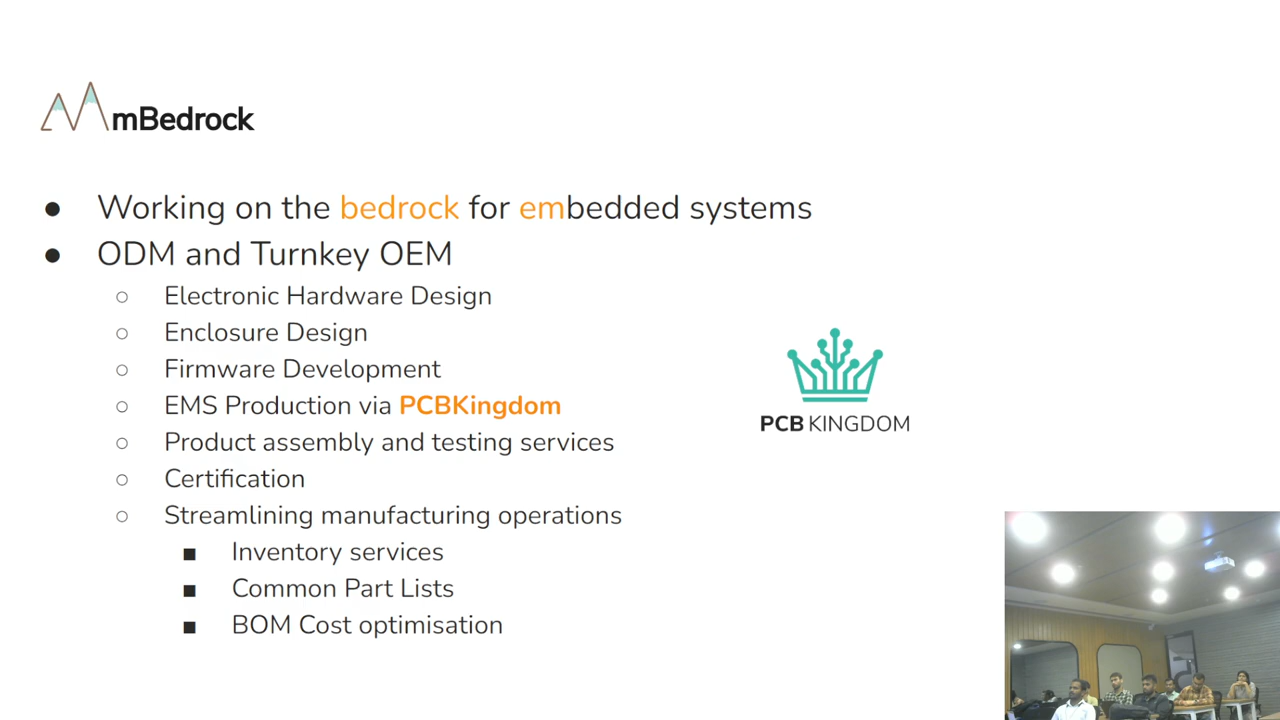 mBedrock
Working on the bedrock for embedded systems
ODM and Turnkey OEM
Electronic Hardware Design
Enclosure Design
Firmware Development
EMS Production via PCBKingdom
Product assembly and testing services
Certification
Streamlining manufacturing operations
Inventory services
Common Part Lists
BOM Cost optimisation
PCB KINGDOM